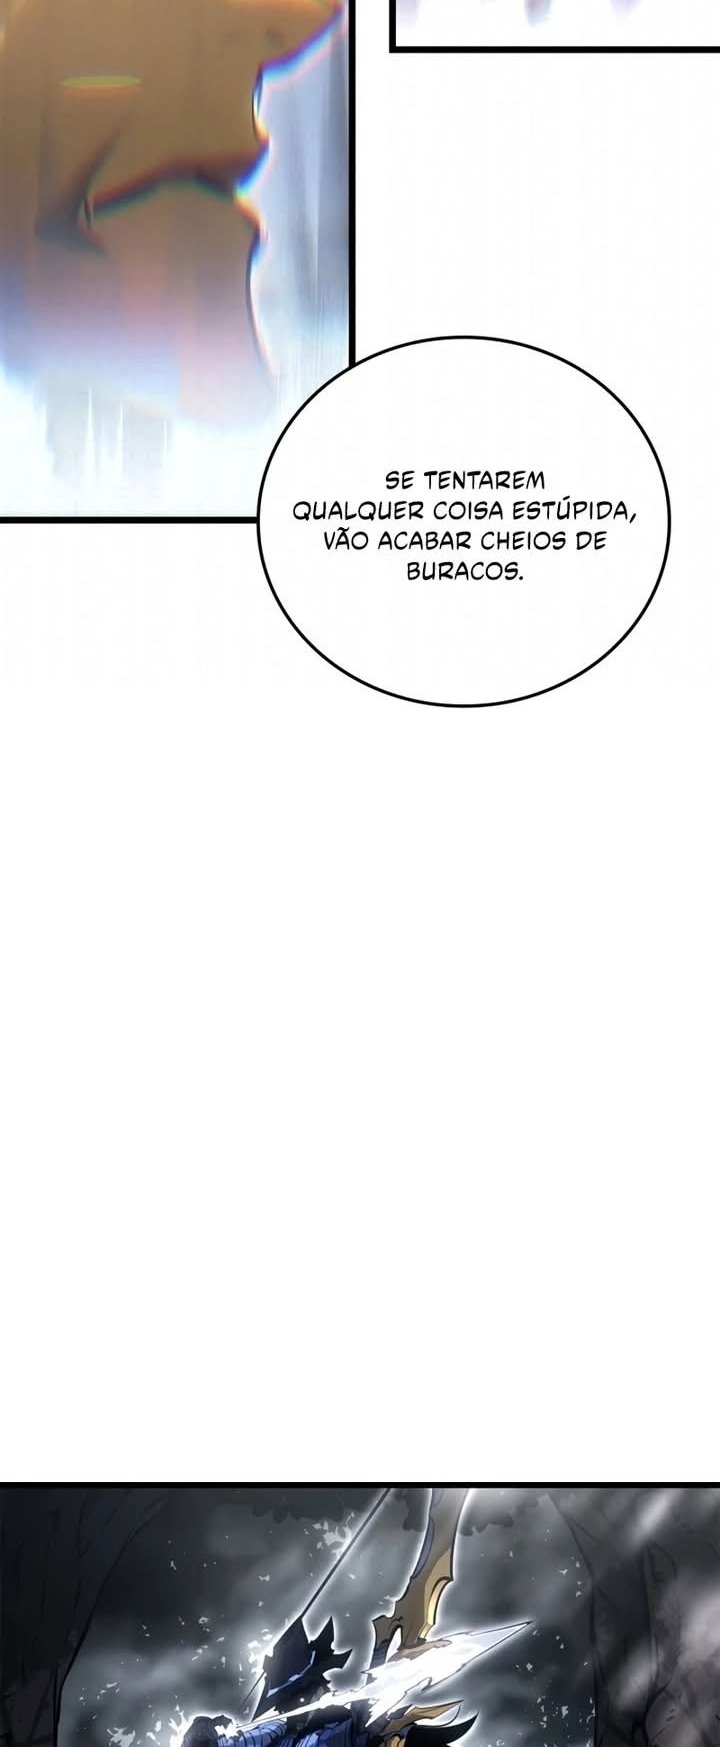 SE TENTAREM
QUALQUER COISA ESTÚPIDA,
VÃO ACABAR CHEIOS DE
BURACOS.